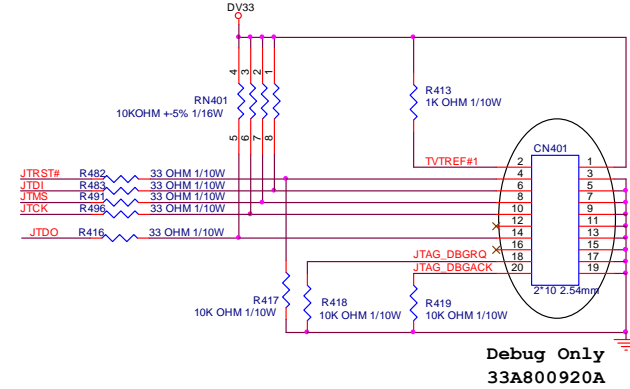 DV33
4 3 2 1
RN401
10KOHM +-5% 1/16W
5 6 7 8
R413
1K OHM 1/10W
CN401
TVTREF#1
2 1
4 3
6 5
8 7
10 9
12 11
14 13
16 15
18 17
20 19
2*10 2.54mm
JTRST# R482 33 OHM 1/10W
JTDI R483 33 OHM 1/10W
JTMS R491 33 OHM 1/10W
JTCK R496 33 OHM 1/10W
JTDO R416 33 OHM 1/10W
JTAG_DBGRQ
JTAG_DBGACK
R417
10K OHM 1/10W
R418
10K OHM 1/10W
R419
10K OHM 1/10W
Debug Only
33A800920A